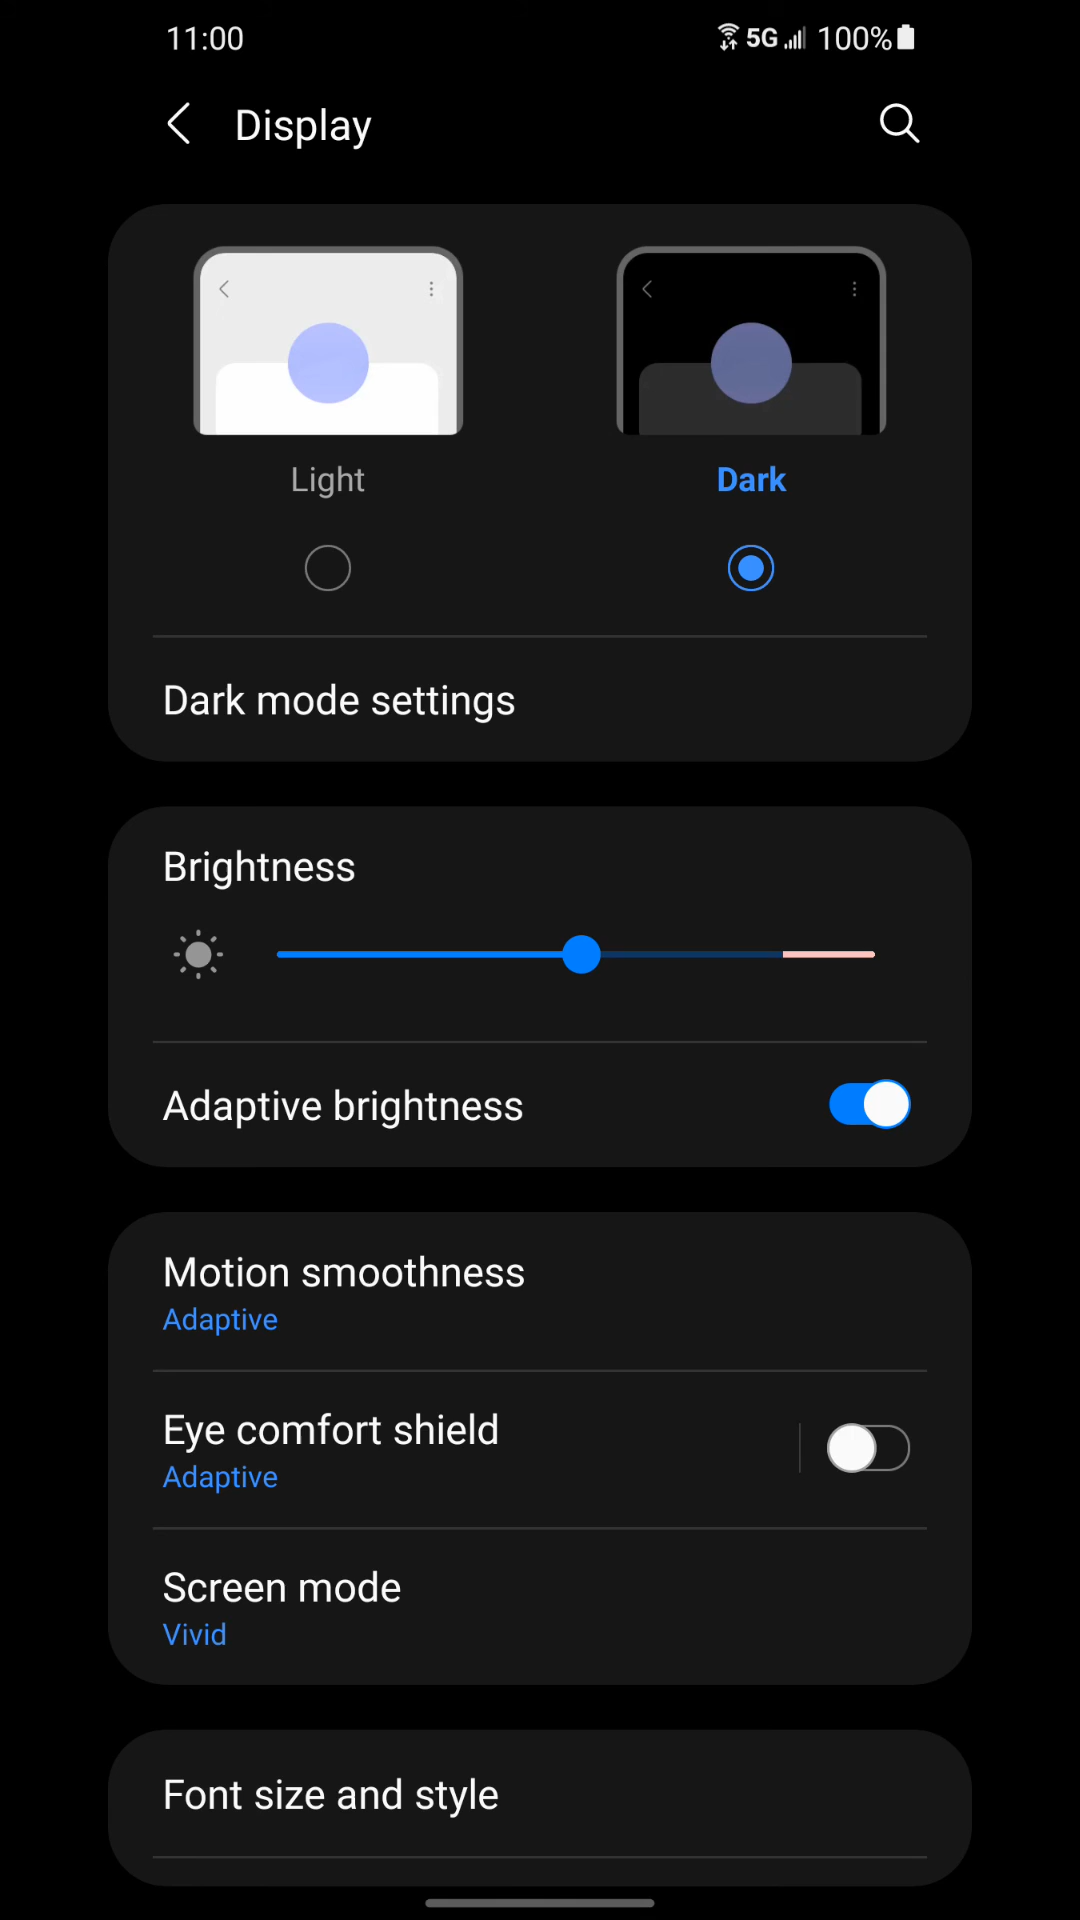 11:00
5G 100%
Display
Light
Dark
Dark mode settings
Brightness
Adaptive brightness
Motion smoothness
Adaptive
Eye comfort shield
Adaptive
Screen mode
Vivid
Font size and style